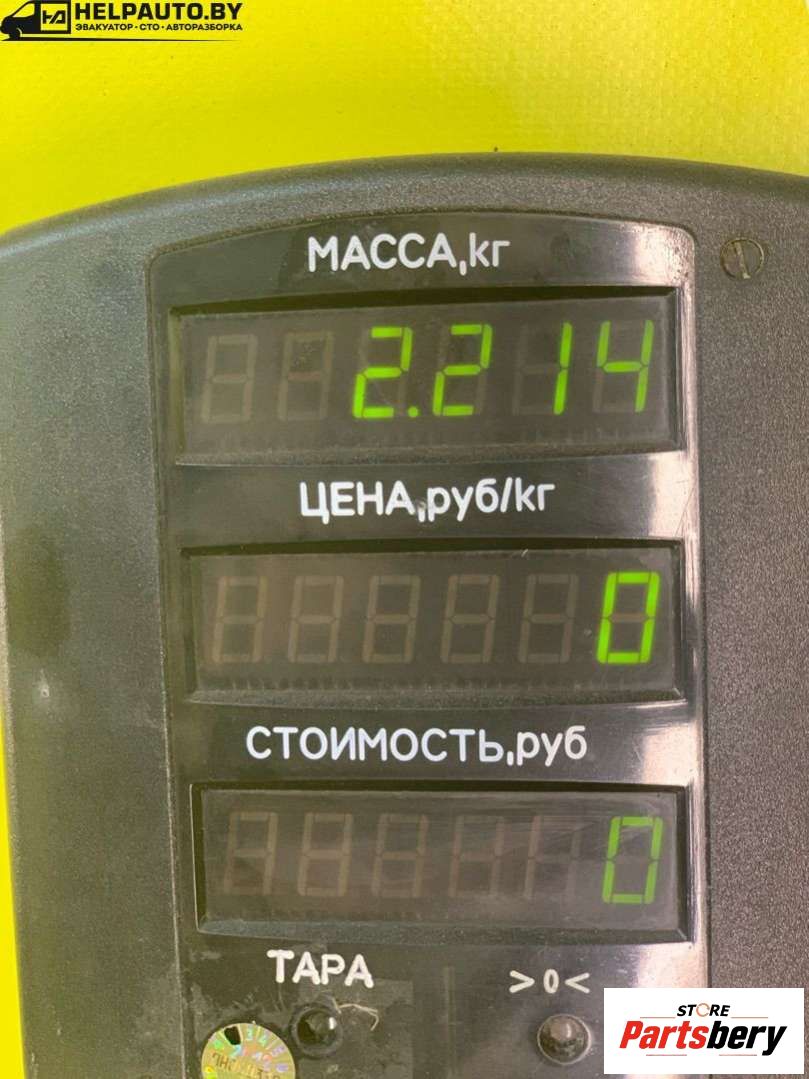 HELPAUTO.BY
ЭВАКУАТОР·СТО·АВТОРАЗБОРКА
МАССА,кг
2.214
ЦЕНА,руб/кг
0
СТОИМОСТЬ,руб
0
ТАРА
>0<
STORE
Partsbery